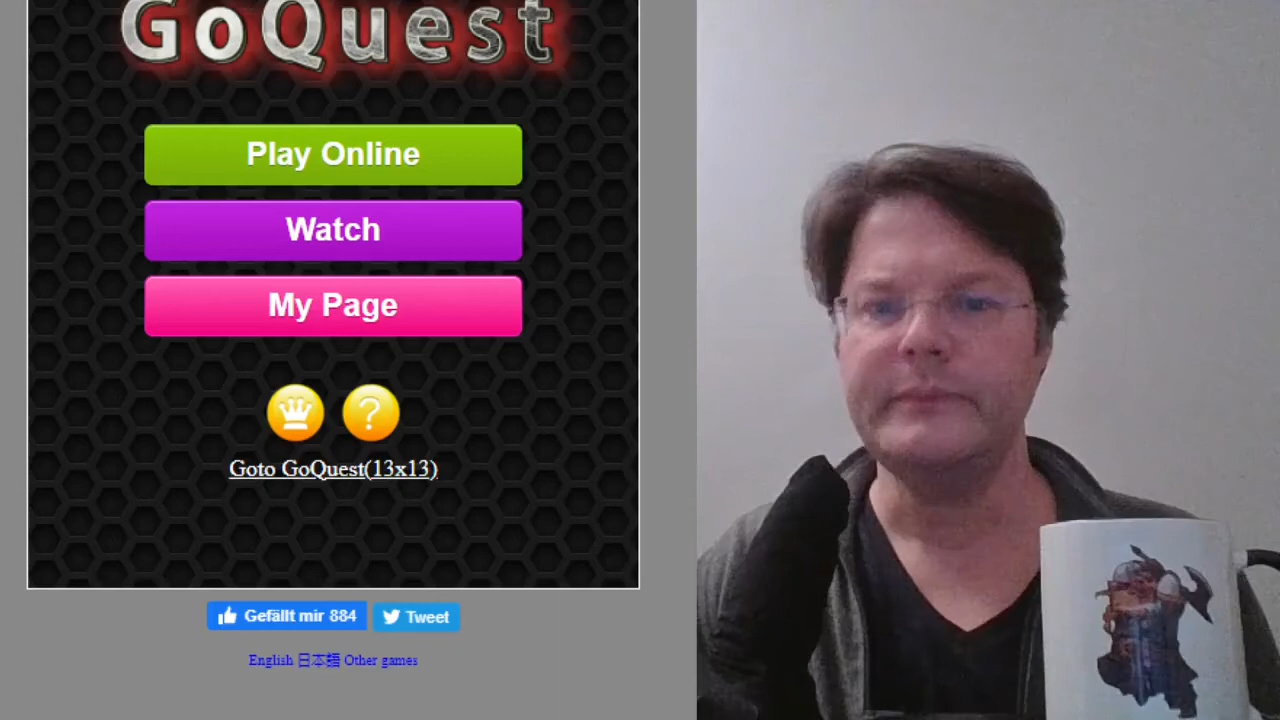 GoQuest
Play Online
Watch
My Page
?
Goto GoQuest(13x13)
Gefällt mir 884
Tweet
English 日本語 Other games